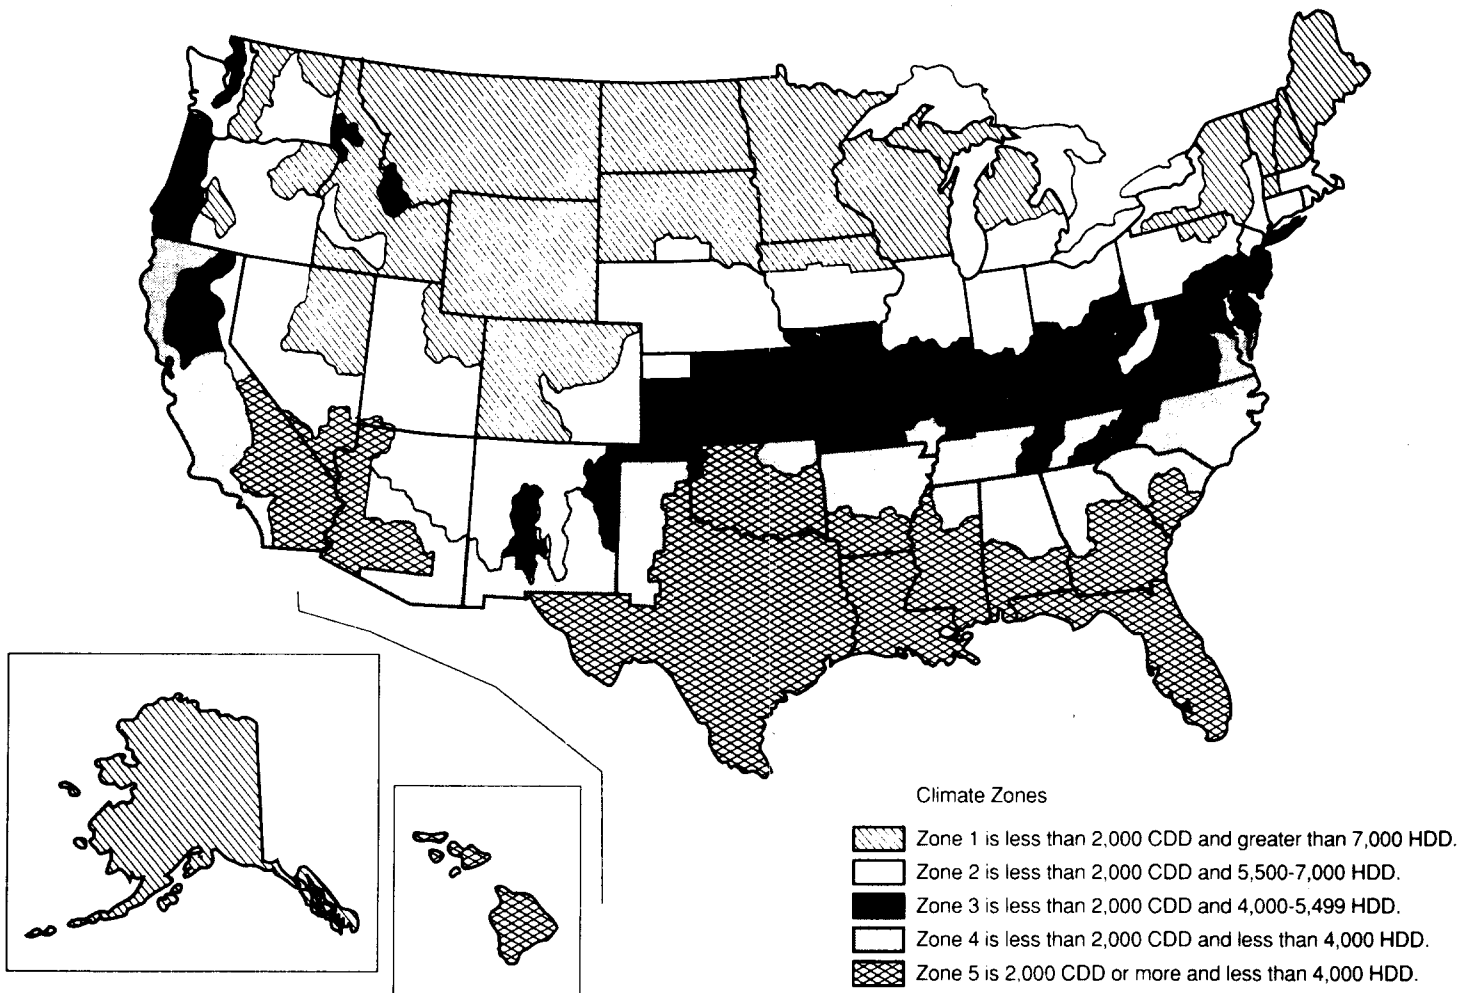 Climate Zones
Zone 1 is less than 2,000 CDD and greater than 7,000 HDD.
Zone 2 is less than 2,000 CDD and 5,500-7,000 HDD.
Zone 3 is less than 2,000 CDD and 4,000-5,499 HDD.
Zone 4 is less than 2,000 CDD and less than 4,000 HDD.
Zone 5 is 2,000 CDD or more and less than 4,000 HDD.